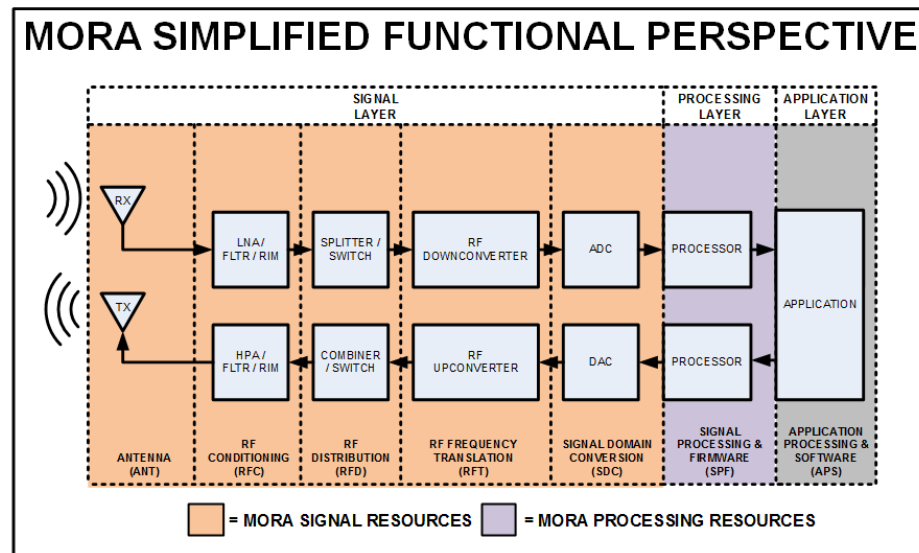 MORA SIMPLIFIED FUNCTIONAL PERSPECTIVE
SIGNAL
LAYER
PROCESSING
LAYER
APPLICATION
LAYER
RX
LNA /
FLTR / RIM
SPLITTER /
SWITCH
RF
DOWNCONVERTER
ADC
PROCESSOR
APPLICATION
TX
HPA /
FLTR / RIM
COMBINER
/ SWITCH
RF
UPCONVERTER
DAC
PROCESSOR
ANTENNA
(ANT)
RF
CONDITIONING
(RFC)
RF
DISTRIBUTION
(RFD)
RF FREQUENCY
TRANSLATION
(RFT)
SIGNAL DOMAIN
CONVERSION
(SDC)
SIGNAL
PROCESSING &
FIRMWARE
(SPF)
APPLICATION
PROCESSING &
SOFTWARE
(APS)
= MORA SIGNAL RESOURCES
= MORA PROCESSING RESOURCES